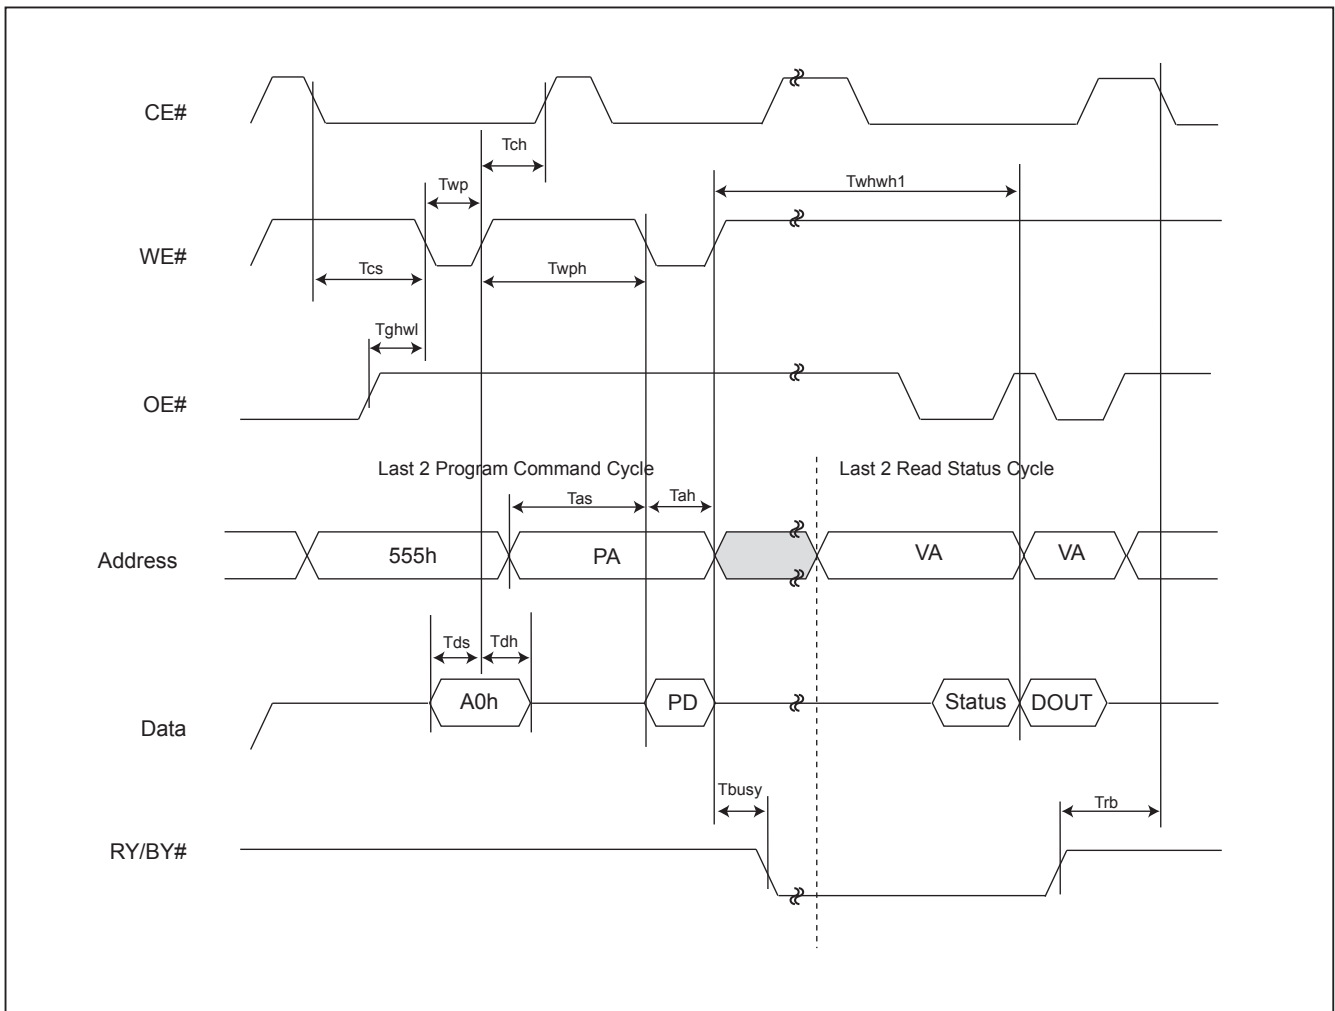 CE#
Tch
Twp
Twhwh1
WE#
Tcs
Twph
Tghwl
OE#
Last 2 Program Command Cycle
Last 2 Read Status Cycle
Tas
Tah
Address
555h
PA
VA
VA
Tds
Tdh
Data
A0h
PD
Status
DOUT
Tbusy
Trb
RY/BY#